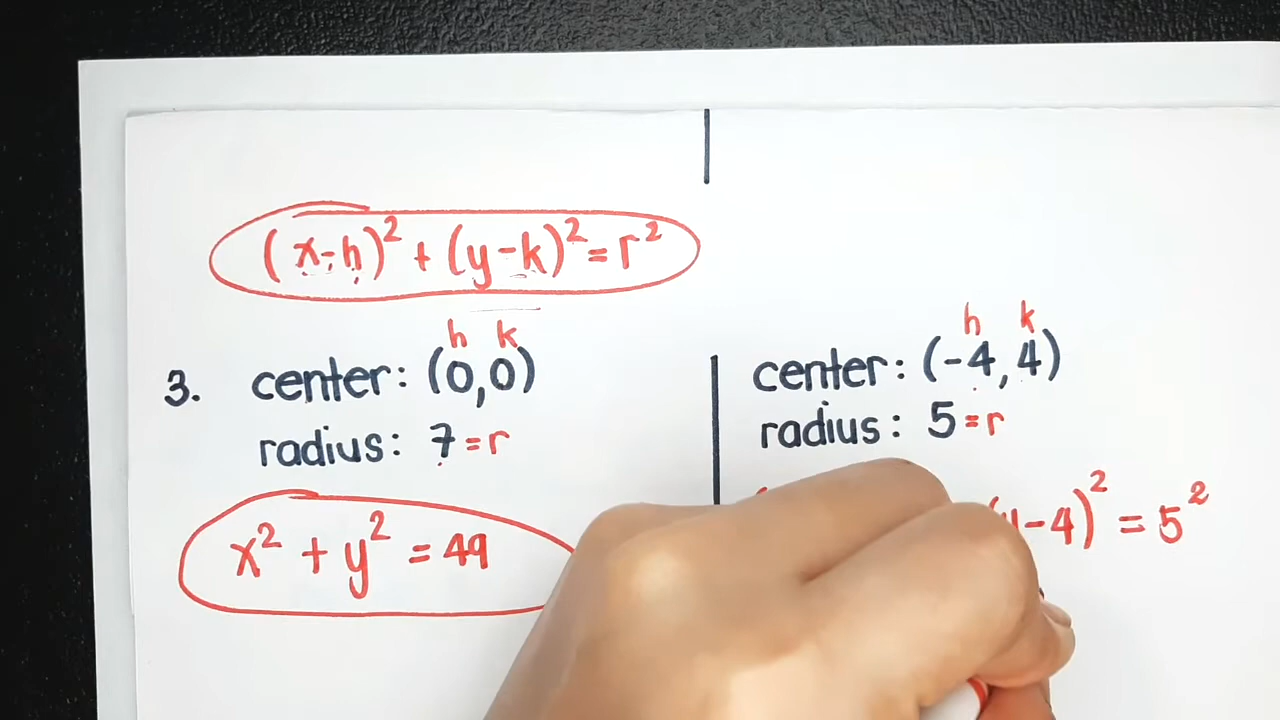 (x-h)² + (y-k)² = r²
h k
3. center: (0,0)
radius: 7 = r
x² + y² = 49
h k
center: (-4, 4)
radius: 5 = r
(y-4)² = 5²